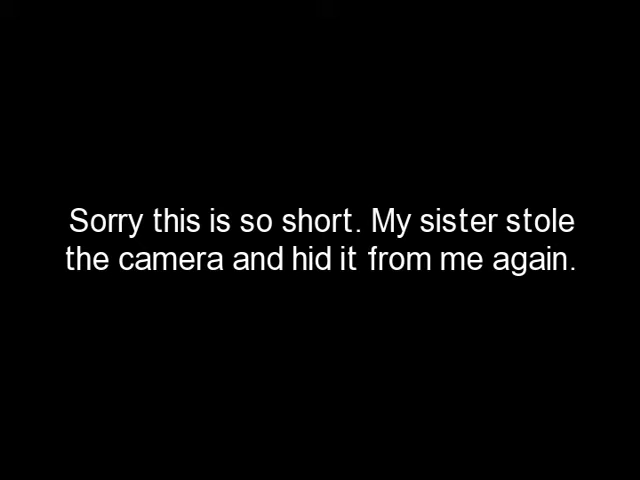 Sorry this is so short. My sister stole
the camera and hid it from me again.